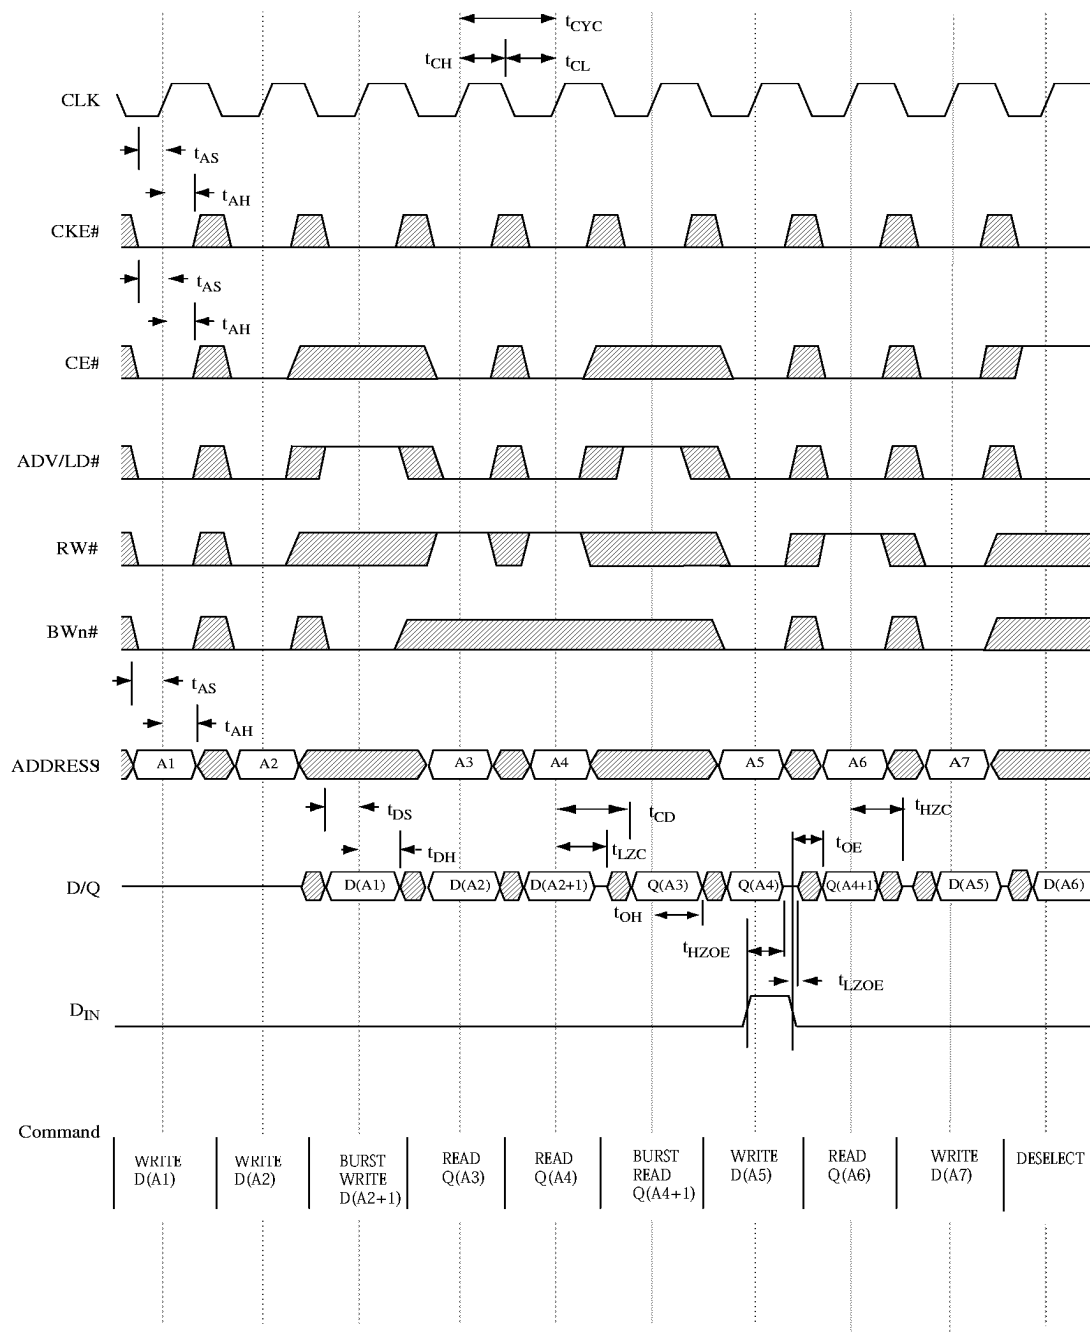 tCYC
tCH
tCL
CLK
tAS
tAH
CKE#
tAS
tAH
CE#
ADV/LD#
RW#
BWn#
tAS
tAH
ADDRESS A1 A2 A3 A4 A5 A6 A7
tDS
tCD
tHZC
tDH
tLZC
tOE
D/Q D(A1) D(A2) D(A2+1) Q(A3) Q(A4) Q(A4+1) D(A5) D(A6)
tOH
tHZOE
tLZOE
DIN
Command
WRITE
D(A1)
WRITE
D(A2)
BURST
WRITE
D(A2+1)
READ
Q(A3)
READ
Q(A4)
BURST
READ
Q(A4+1)
WRITE
D(A5)
READ
Q(A6)
WRITE
D(A7)
DESELECT